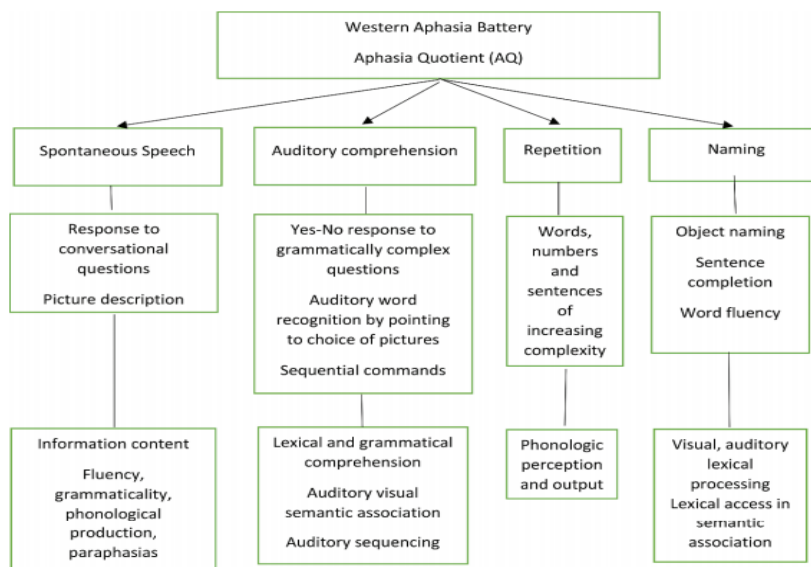 Western Aphasia Battery
Aphasia Quotient (AQ)
Spontaneous Speech
Auditory comprehension
Repetition
Naming
Response to
conversational
questions
Picture description
Yes-No response to
grammatically complex
questions
Auditory word
recognition by pointing
to choice of pictures
Sequential commands
Words,
numbers
and
sentences
of
increasing
complexity
Object naming
Sentence
completion
Word fluency
Information content
Fluency,
grammaticality,
phonological
production,
paraphasias
Lexical and grammatical
comprehension
Auditory visual
semantic association
Auditory sequencing
Phonologic
perception
and output
Visual, auditory
lexical
processing
Lexical access in
semantic
association